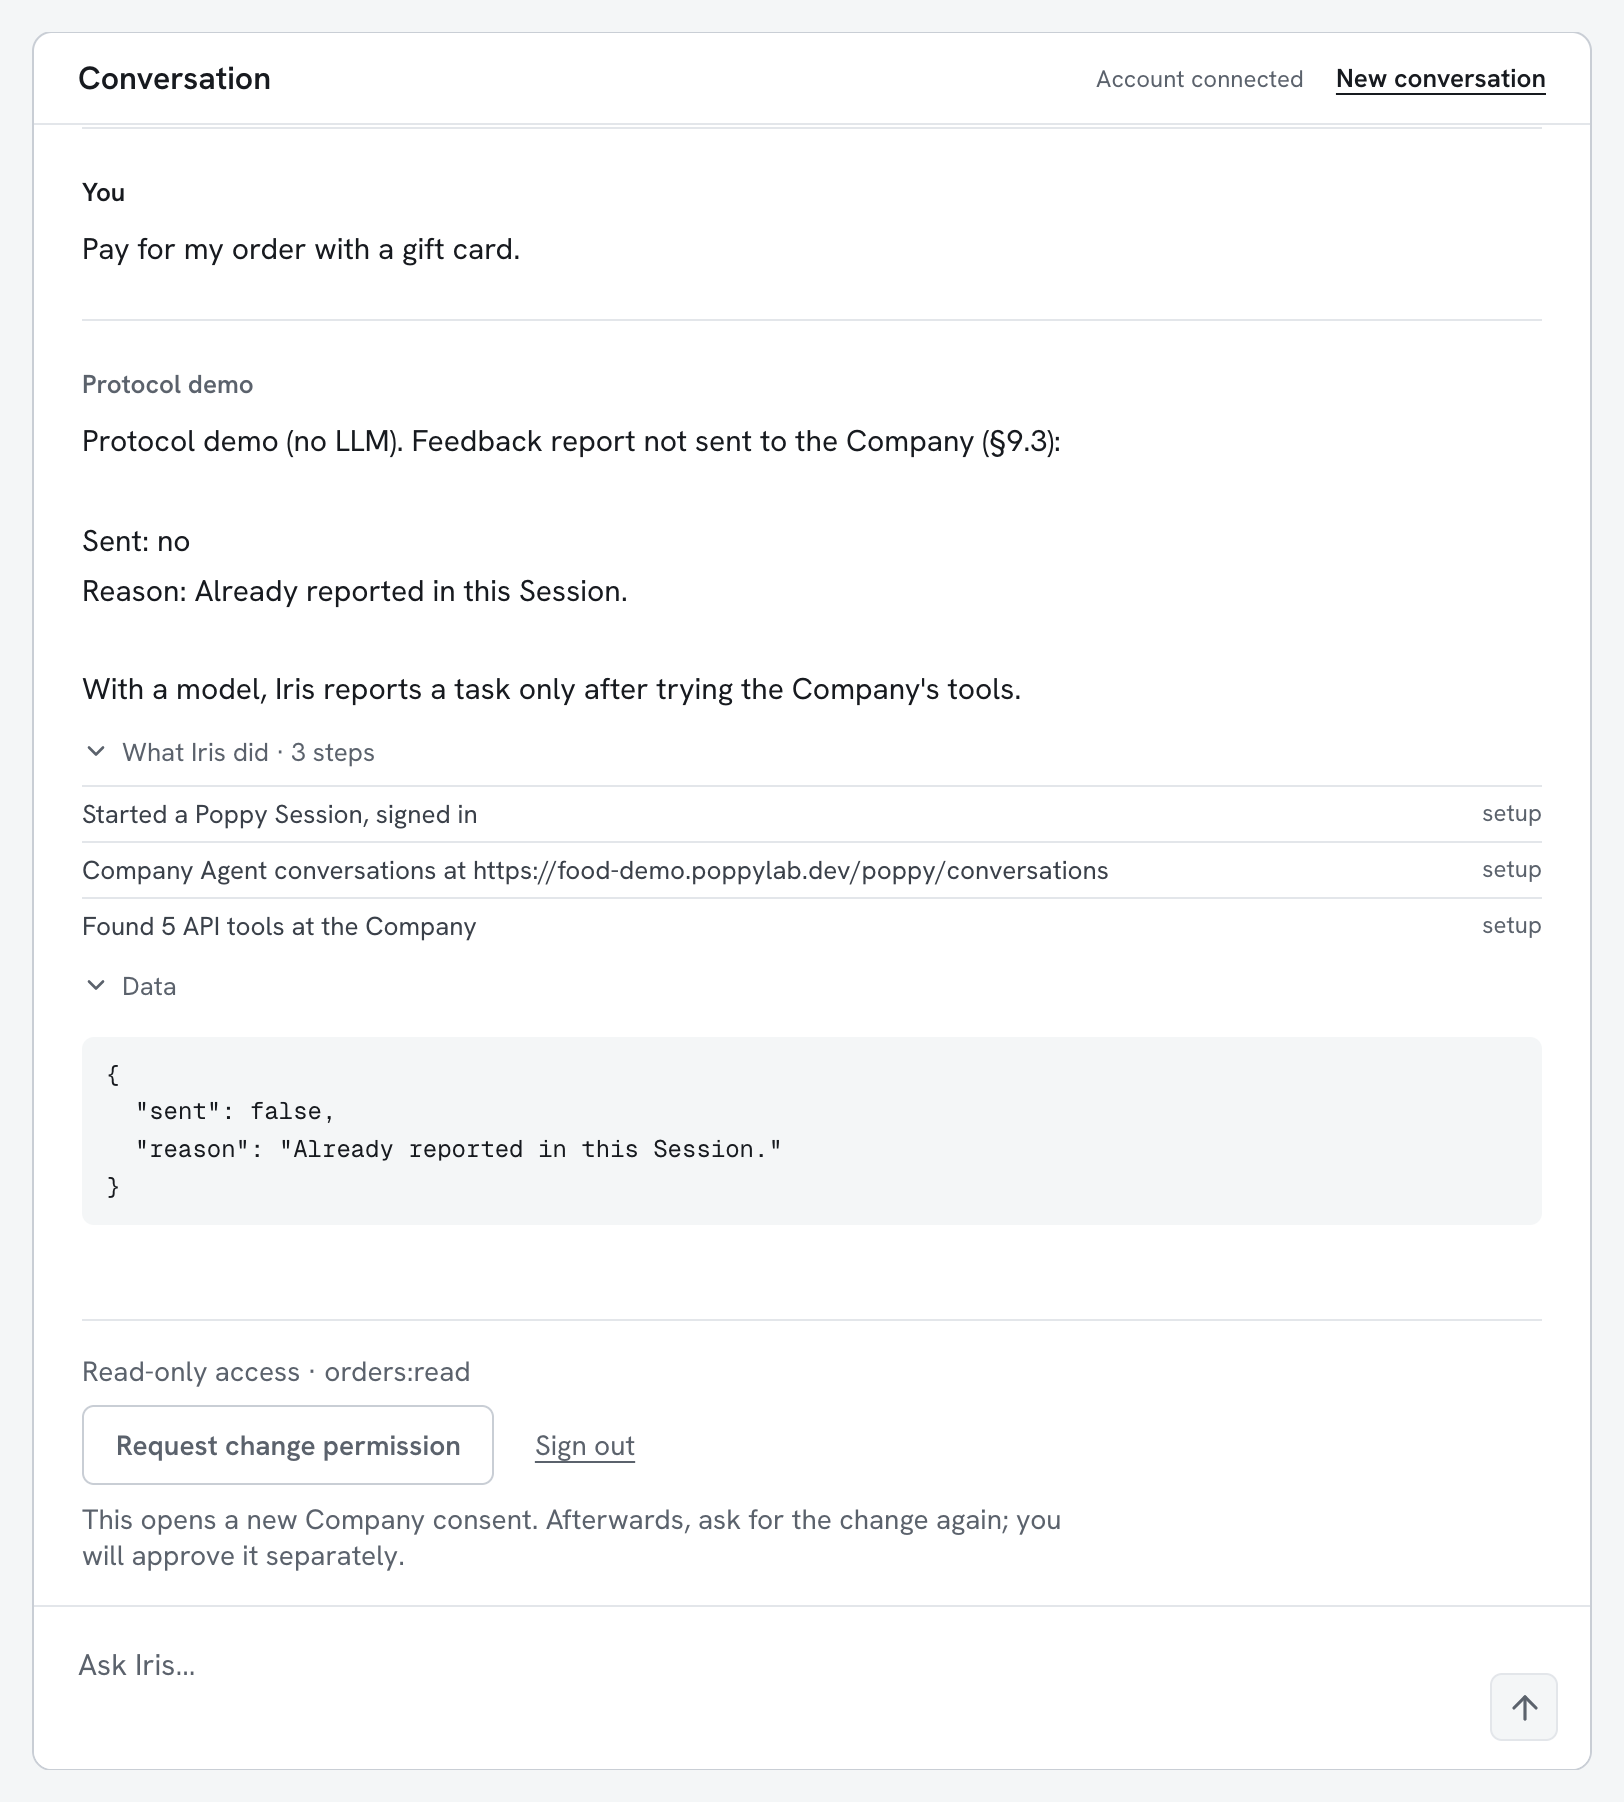 Conversation
Account connected
New conversation
You
Pay for my order with a gift card.
Protocol demo
Protocol demo (no LLM). Feedback report not sent to the Company (§9.3):
Sent: no
Reason: Already reported in this Session.
With a model, Iris reports a task only after trying the Company's tools.
What Iris did · 3 steps
Started a Poppy Session, signed in
setup
Company Agent conversations at https://food-demo.poppylab.dev/poppy/conversations
setup
Found 5 API tools at the Company
setup
Data
{
"sent": false,
"reason": "Already reported in this Session."
}
Read-only access · orders:read
Request change permission
Sign out
This opens a new Company consent. Afterwards, ask for the change again; you
will approve it separately.
Ask Iris...